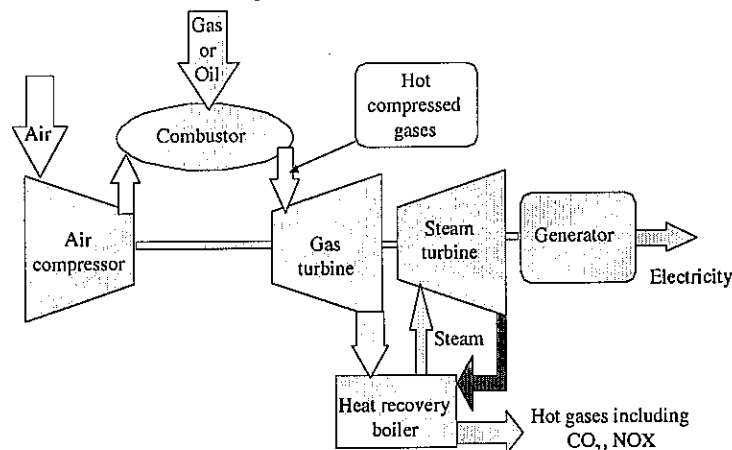 Gas
or
Oil
Hot
compressed
gases
Air
Combustor
Air
compressor
Gas
turbine
Steam
turbine
Generator
Electricity
Steam
Heat recovery
boiler
Hot gases including
CO₂, NOX